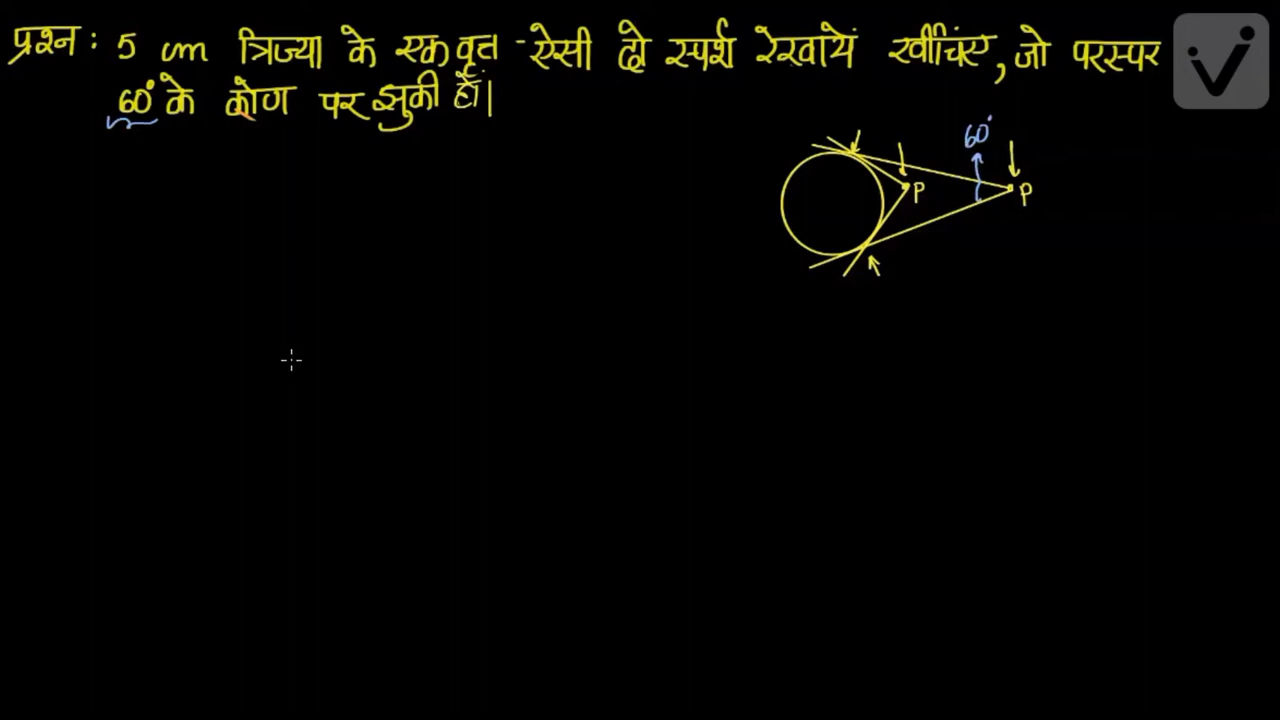 प्रश्न : 5 cm त्रिज्या के एक वृत्त - ऐसी दो स्पर्श रेखायें खींचिंए, जो परस्पर
60° के कोण पर झुकी हों।
60°
P
P